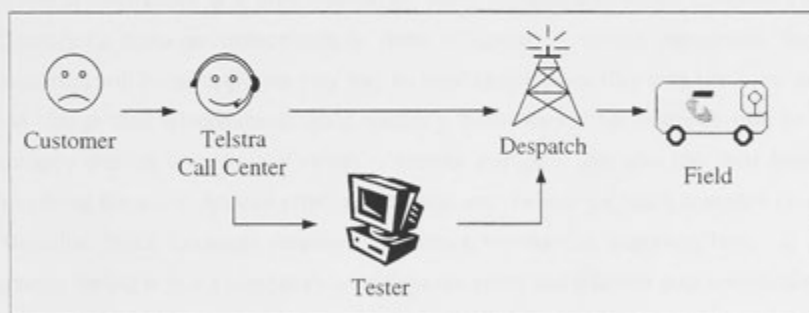 Customer
Telstra
Call Center
Despatch
Field
Tester